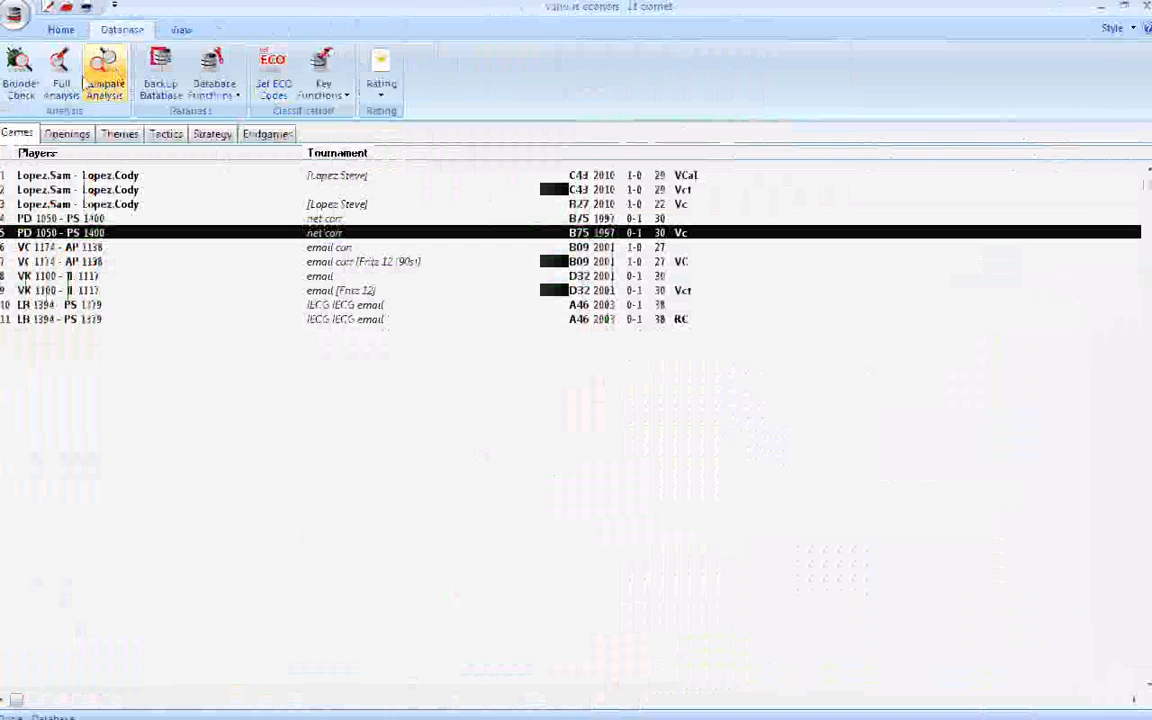 Home Database View
Style
Blunder Check
Full Analysis
Compare Analysis
Backup Database
Database Functions
Set ECO Codes
Key Functions
Rating
Analysis Database Classification Rating
Games Openings Themes Tactics Strategy Endgames
Players Tournament
1 Lopez,Sam - Lopez,Cody [Lopez Steve] C43 2010 1-0 29
2 Lopez,Sam - Lopez,Cody C43 2010 1-0 29 Vct
3 Lopez,Sam - Lopez,Cody [Lopez Steve] B27 2010 1-0 22 Vc
4 PD 1050 - PS 1400 net corr B75 1997 0-1 30
5 PD 1050 - PS 1400 net corr B75 1997 0-1 30 Vc
6 VC 1174 - AP 1138 email corr B09 2001 1-0 27
7 VC 1174 - AP 1138 email corr [Fritz 12 (90s)] B09 2001 1-0 27 VC
8 VK 1100 - 1117 email D32 2001 0-1 30
9 VK 1100 - 1117 email [Fritz 12] D32 2001 0-1 30 Vct
10 LR 1394 - PS 1379 IECG IECG email A46 2003 0-1 38
11 LR 1394 - PS 1379 IECG IECG email A46 2003 0-1 38 RC
Database